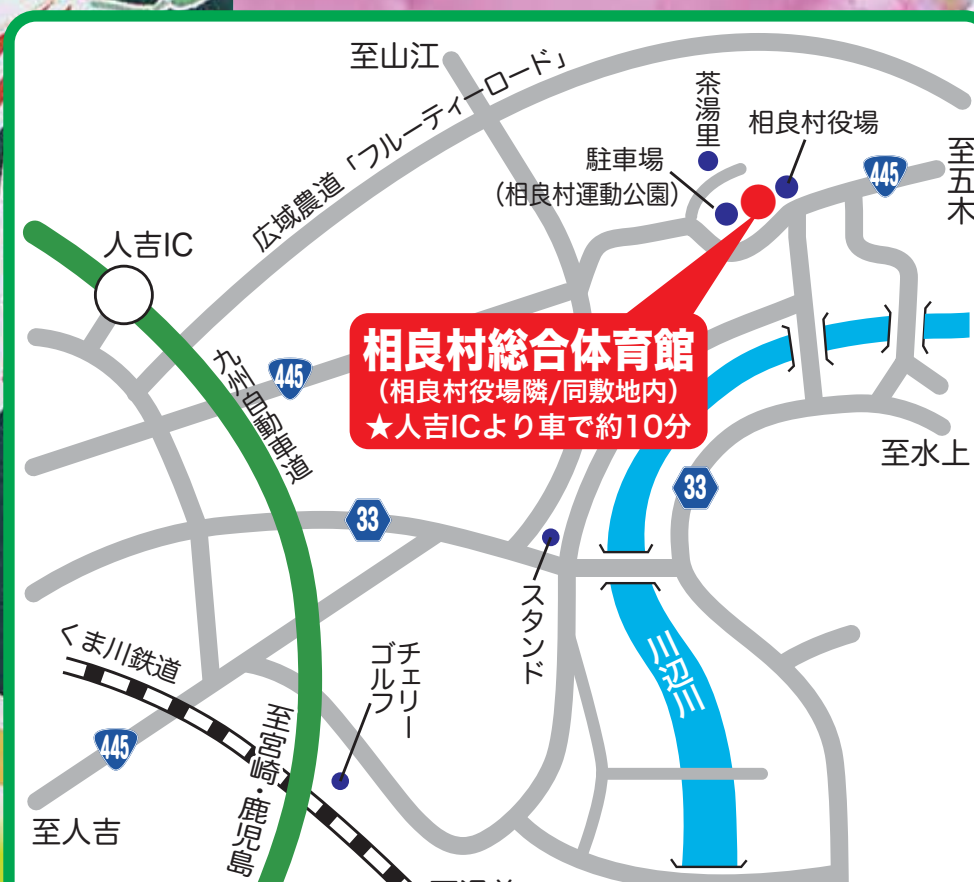 至山江
広域農道「フルーティーロード」
茶湯里
相良村役場
駐車場
(相良村運動公園)
445
至五木
人吉IC
九州自動車道
445
相良村総合体育館
(相良村役場隣/同敷地内)
★人吉ICより車で約10分
至水上
33
33
スタンド
くま川鉄道
チェリー
ゴルフ
川辺川
445
至宮崎・鹿児島
至人吉